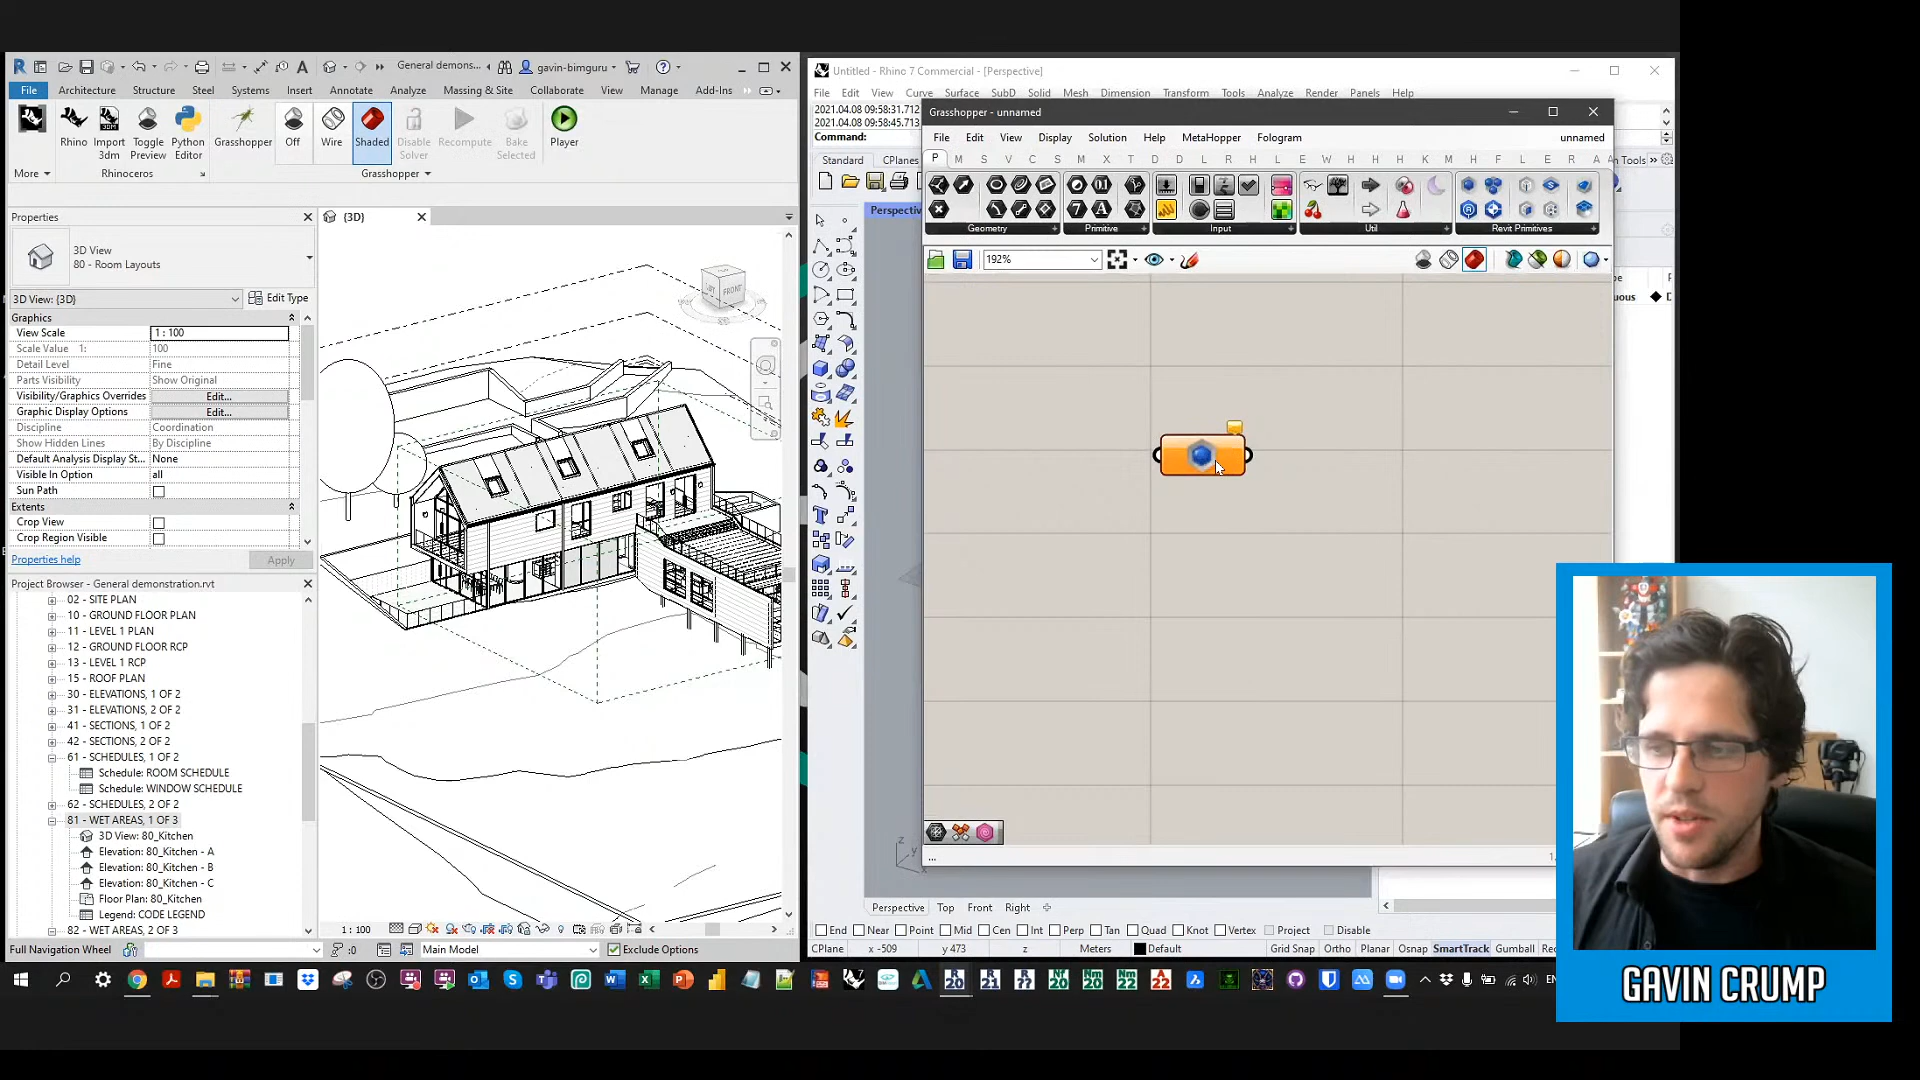 General demons...
gavin-bimguru
File
Architecture
Structure
Steel
Systems
Insert
Annotate
Analyze
Massing & Site
Collaborate
View
Manage
Add-Ins
More
Rhino
Import 3dm
Toggle Preview
Python Editor
Grasshopper
Off
Wire
Shaded
Disable Solver
Recompute
Bake Selected
Player
Rhinoceros
Grasshopper
Properties
3D View
80 - Room Layouts
3D View: {3D}
Edit Type
Graphics
View Scale 1 : 100
Scale Value 1: 100
Detail Level Fine
Parts Visibility Show Original
Visibility/Graphics Overrides Edit...
Graphic Display Options Edit...
Discipline Coordination
Show Hidden Lines By Discipline
Default Analysis Display St... None
Visible In Option all
Sun Path
Extents
Crop View
Crop Region Visible
Properties help
Apply
Project Browser - General demonstration.rvt
02 - SITE PLAN
10 - GROUND FLOOR PLAN
11 - LEVEL 1 PLAN
12 - GROUND FLOOR RCP
13 - LEVEL 1 RCP
15 - ROOF PLAN
30 - ELEVATIONS, 1 OF 2
31 - ELEVATIONS, 2 OF 2
41 - SECTIONS, 1 OF 2
42 - SECTIONS, 2 OF 2
61 - SCHEDULES, 1 OF 2
Schedule: ROOM SCHEDULE
Schedule: WINDOW SCHEDULE
62 - SCHEDULES, 2 OF 2
81 - WET AREAS, 1 OF 3
3D View: 80_Kitchen
Elevation: 80_Kitchen - A
Elevation: 80_Kitchen - B
Elevation: 80_Kitchen - C
Floor Plan: 80_Kitchen
Legend: CODE LEGEND
82 - WET AREAS, 2 OF 3
{3D}
FRONT
1 : 100
Full Navigation Wheel
:0
Main Model
Exclude Options
Untitled - Rhino 7 Commercial - [Perspective]
File Edit View Curve Surface SubD Solid Mesh Dimension Transform Tools Analyze Render Panels Help
2021.04.08 09:58:31.712
2021.04.08 09:58:45.713
Command:
Standard
CPlanes
n Tools
Perspectiv
uous
Grasshopper - unnamed
File Edit View Display Solution Help MetaHopper Fologram
unnamed
P M S V C S M X T D D L R H L E W H H K M H F L E R A A
Geometry
Primitive
Input
Util
Revit Primitives
192%
...
z
y
x
Perspective Top Front Right
End Near Point Mid Cen Int Perp Tan Quad Knot Vertex Project Disable
CPlane x -509 y 473 z Meters Default Grid Snap Ortho Planar Osnap SmartTrack Gumball Rec
GAVIN CRUMP